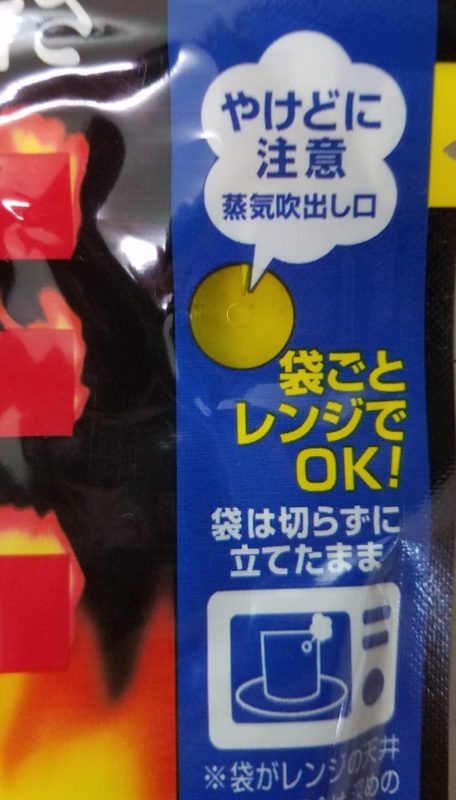 やけどに
注意
蒸気吹出し口
袋ごと
レンジで
OK!
袋は切らずに
立てたまま
※袋がレンジの天井